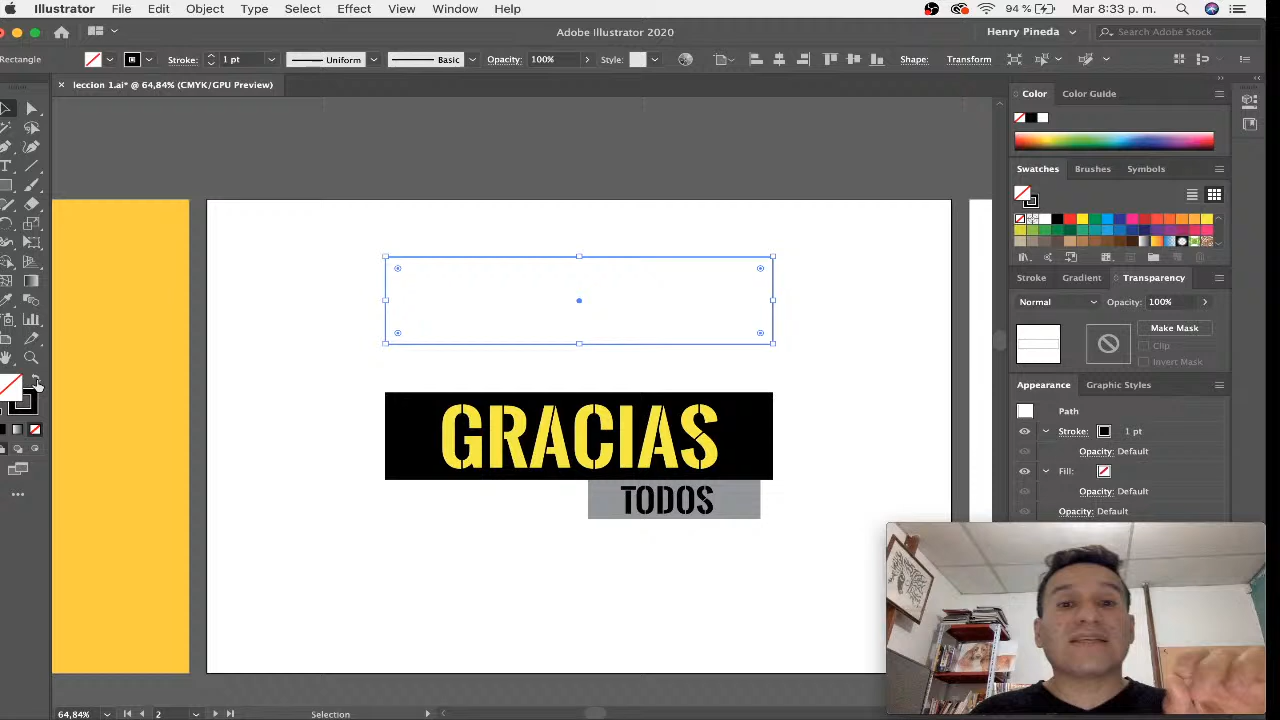 Illustrator File Edit Object Type Select Effect View Window Help 94 % Mar 8:33 p. m.
Adobe Illustrator 2020 Henry Pineda Search Adobe Stock
Rectangle Stroke: 1 pt Uniform Basic Opacity: 100% Style: Shape: Transform
× leccion 1.ai* @ 64,84% (CMYK/GPU Preview)
Color Color Guide
Swatches Brushes Symbols
Stroke Gradient Transparency
Normal Opacity: 100%
Make Mask
Clip
Invert Mask
Appearance Graphic Styles
Path
Stroke: 1 pt
Opacity: Default
Fill:
Opacity: Default
Opacity: Default
GRACIAS
TODOS
64,84% 2 Selection